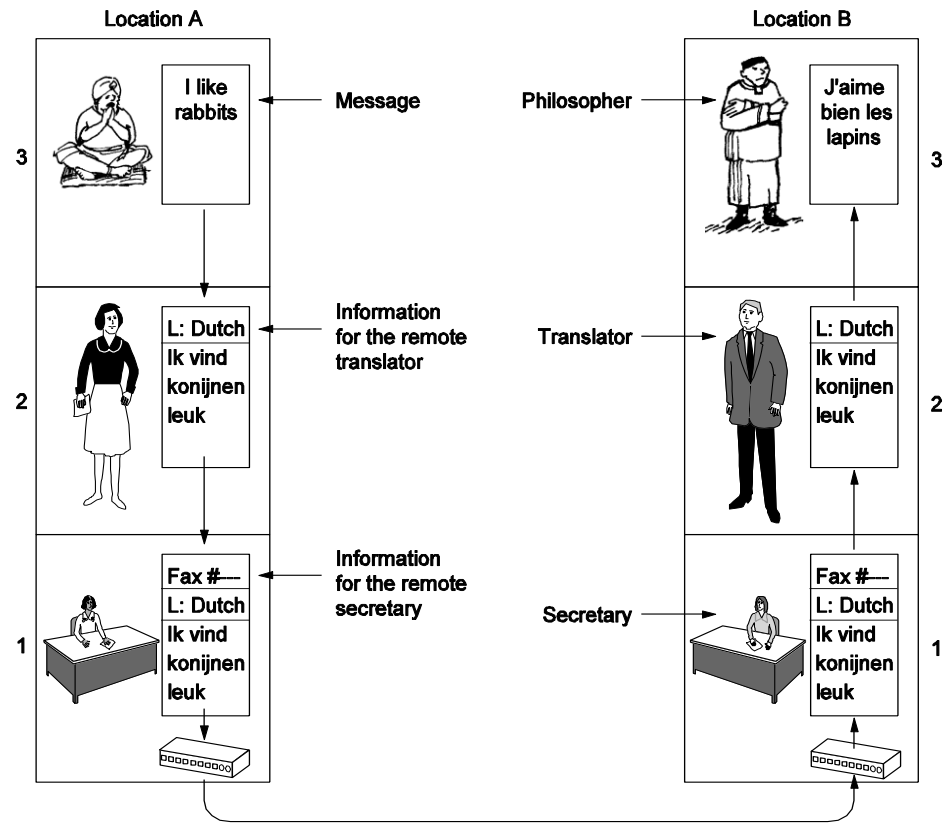 Location A
Location B
3
I like
rabbits
Message
Philosopher
J'aime
bien les
lapins
3
2
L: Dutch
Ik vind
konijnen
leuk
Information
for the remote
translator
Translator
L: Dutch
Ik vind
konijnen
leuk
2
1
Fax #----
L: Dutch
Ik vind
konijnen
leuk
Information
for the remote
secretary
Secretary
Fax #----
L: Dutch
Ik vind
konijnen
leuk
1